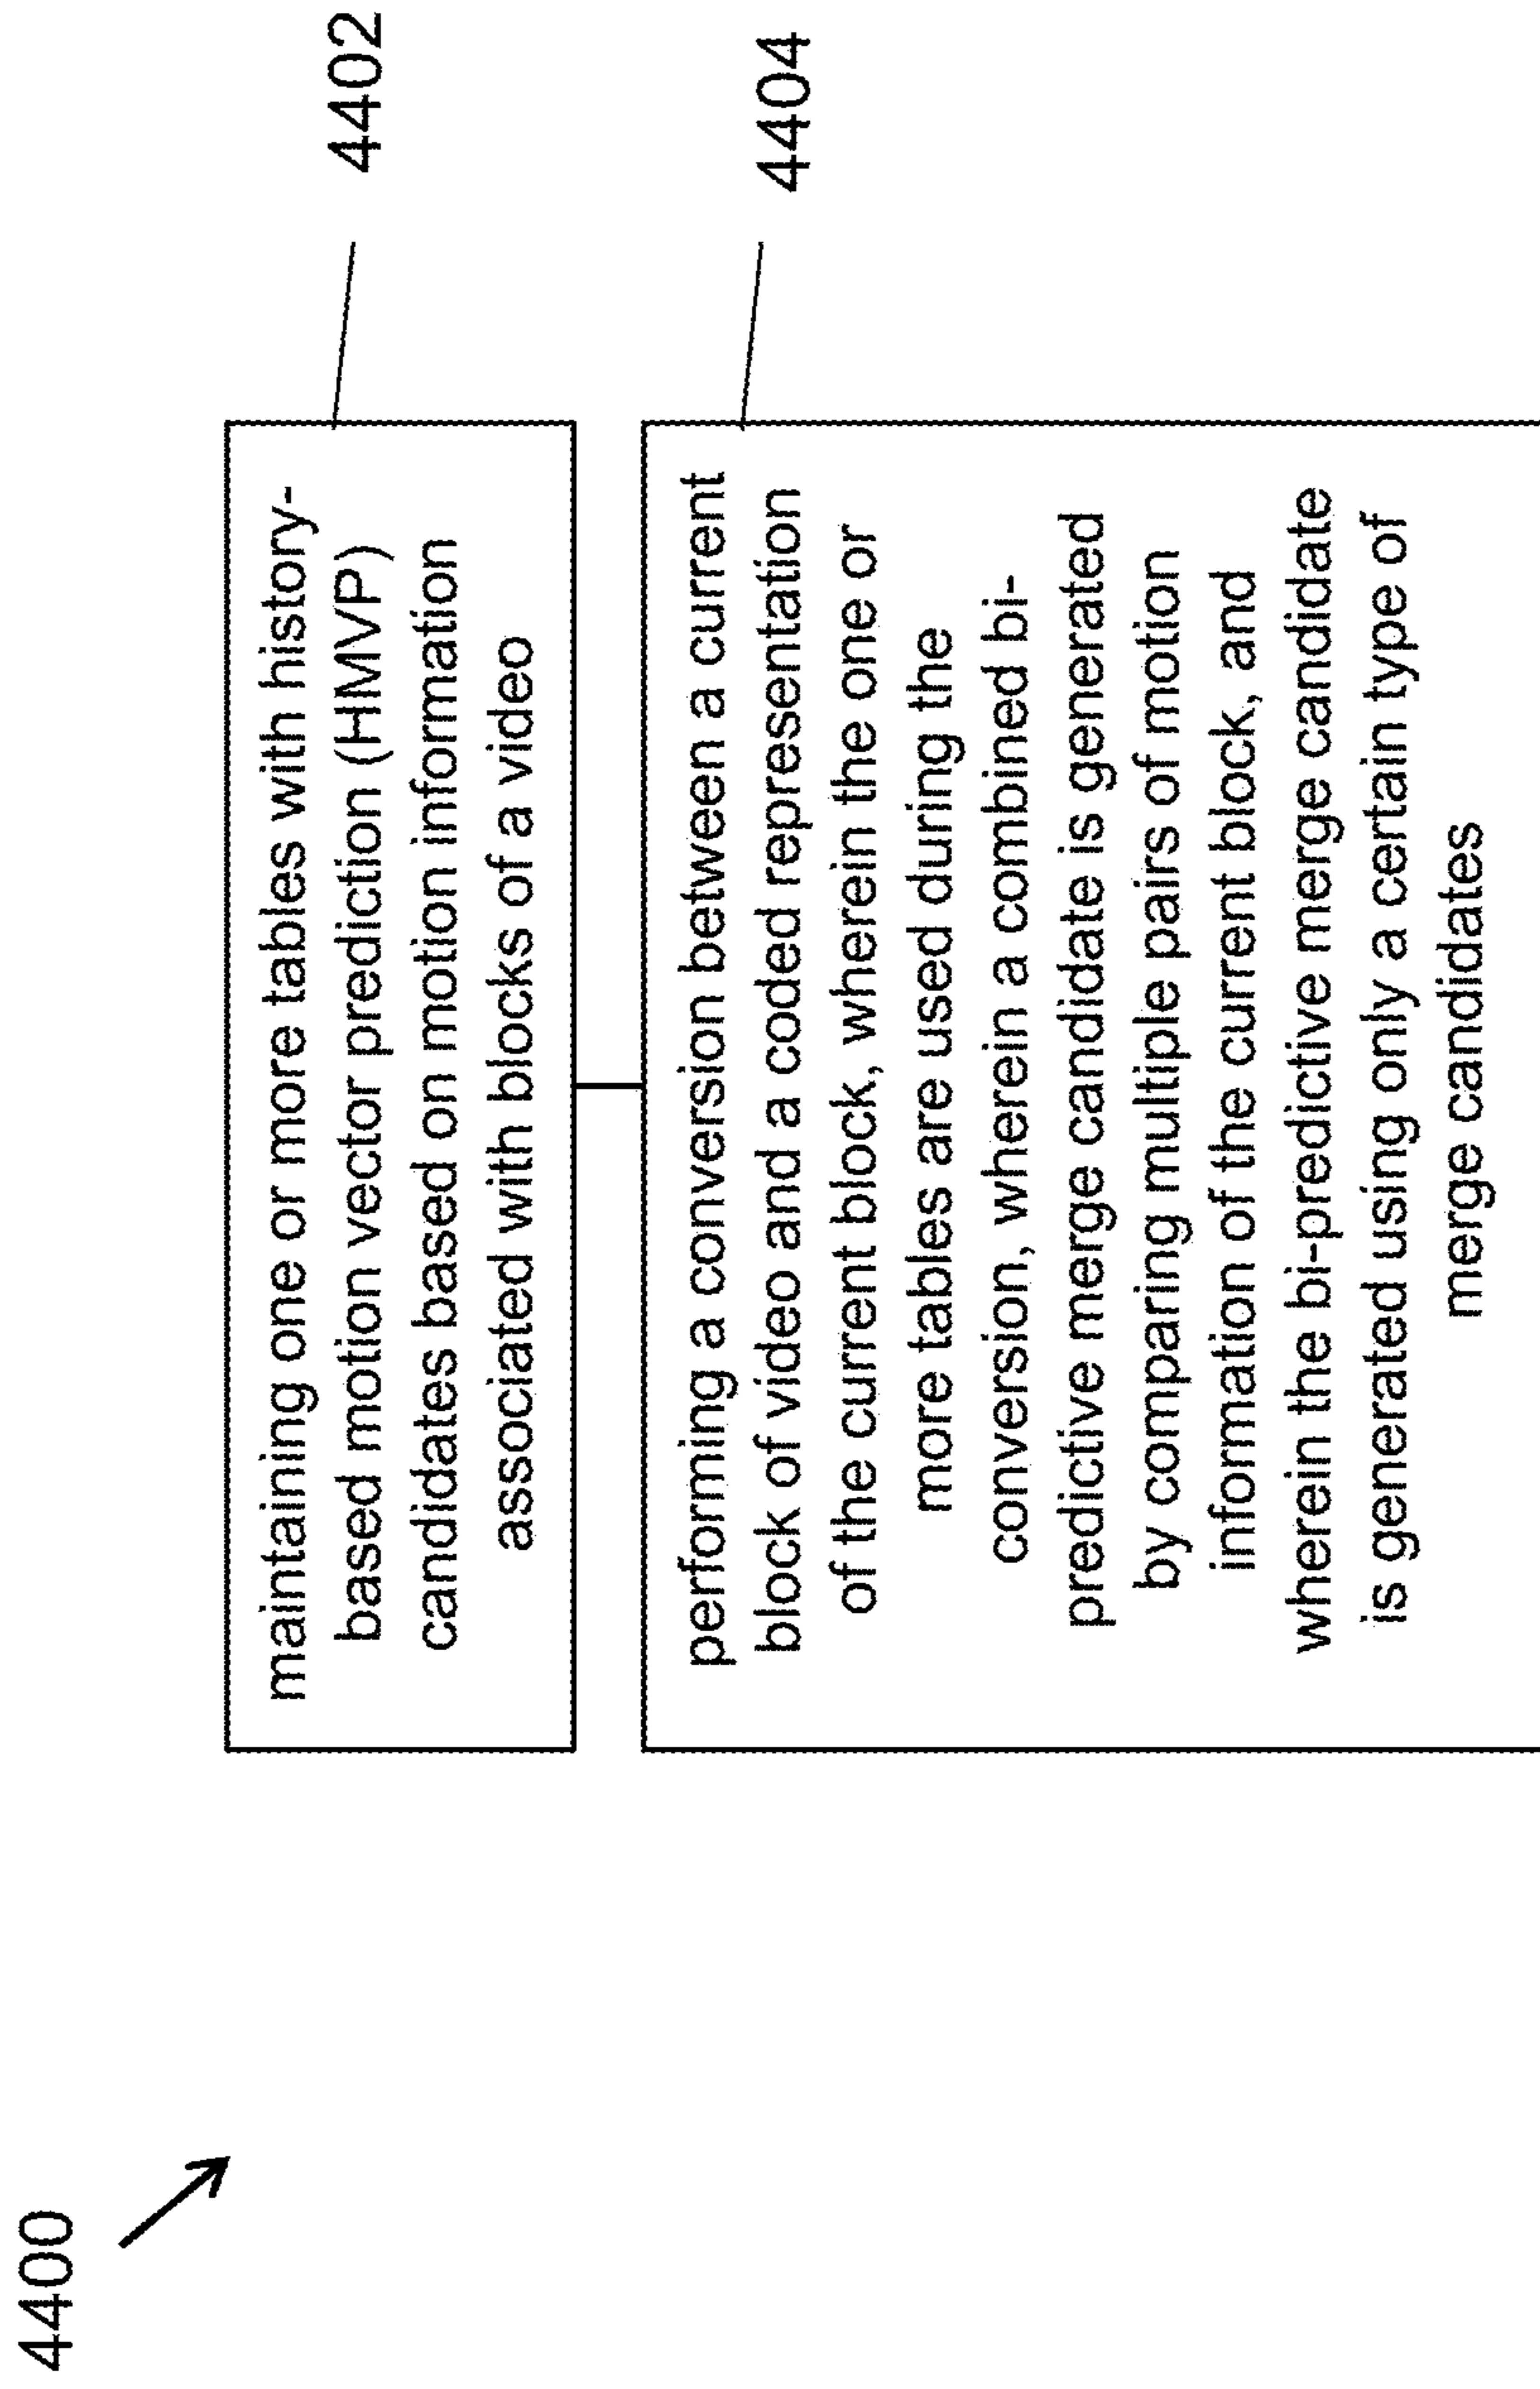 4400
maintaining one or more tables with history-
based motion vector prediction (HMVP)
candidates based on motion information
associated with blocks of a video
4402
performing a conversion between a current
block of video and a coded representation
of the current block, wherein the one or
more tables are used during the
conversion, wherein a combined bi-
predictive merge candidate is generated
by comparing multiple pairs of motion
information of the current block, and
wherein the bi-predictive merge candidate
is generated using only a certain type of
merge candidates
4404